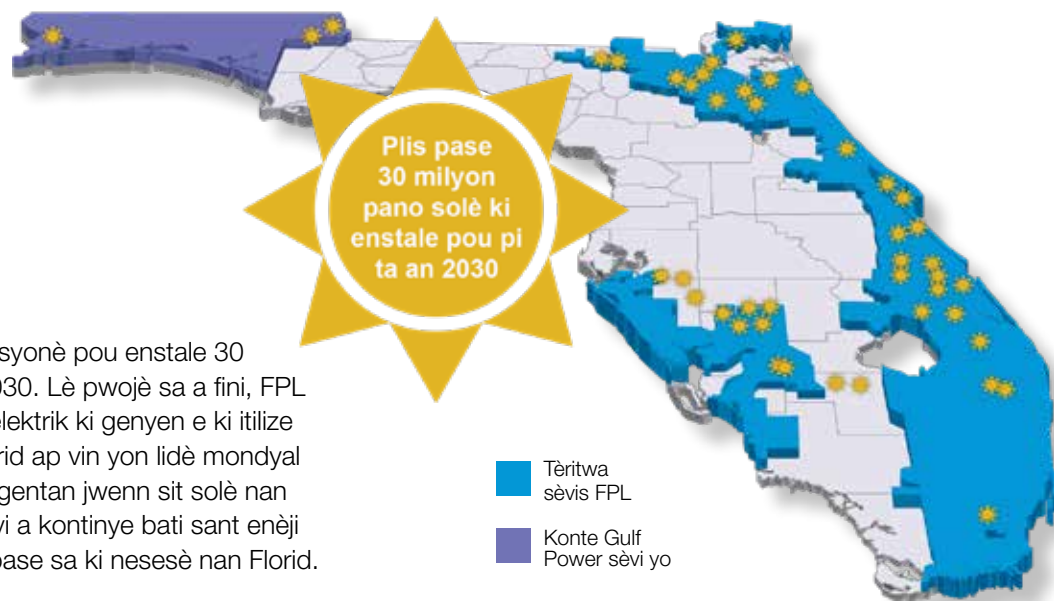 Plis pase
30 milyon
pano solè ki
enstale pou pi
ta an 2030
syonè pou enstale 30
030. Lè pwojè sa a fini, FPL
elektrik ki genyen e ki itilize
rid ap vin yon lidè mondyal
gentan jwenn sit solè nan
vi a kontinye bati sant enèji
pase sa ki nesesè nan Florid.
Tèritwa
sèvis FPL
Konte Gulf
Power sèvi yo